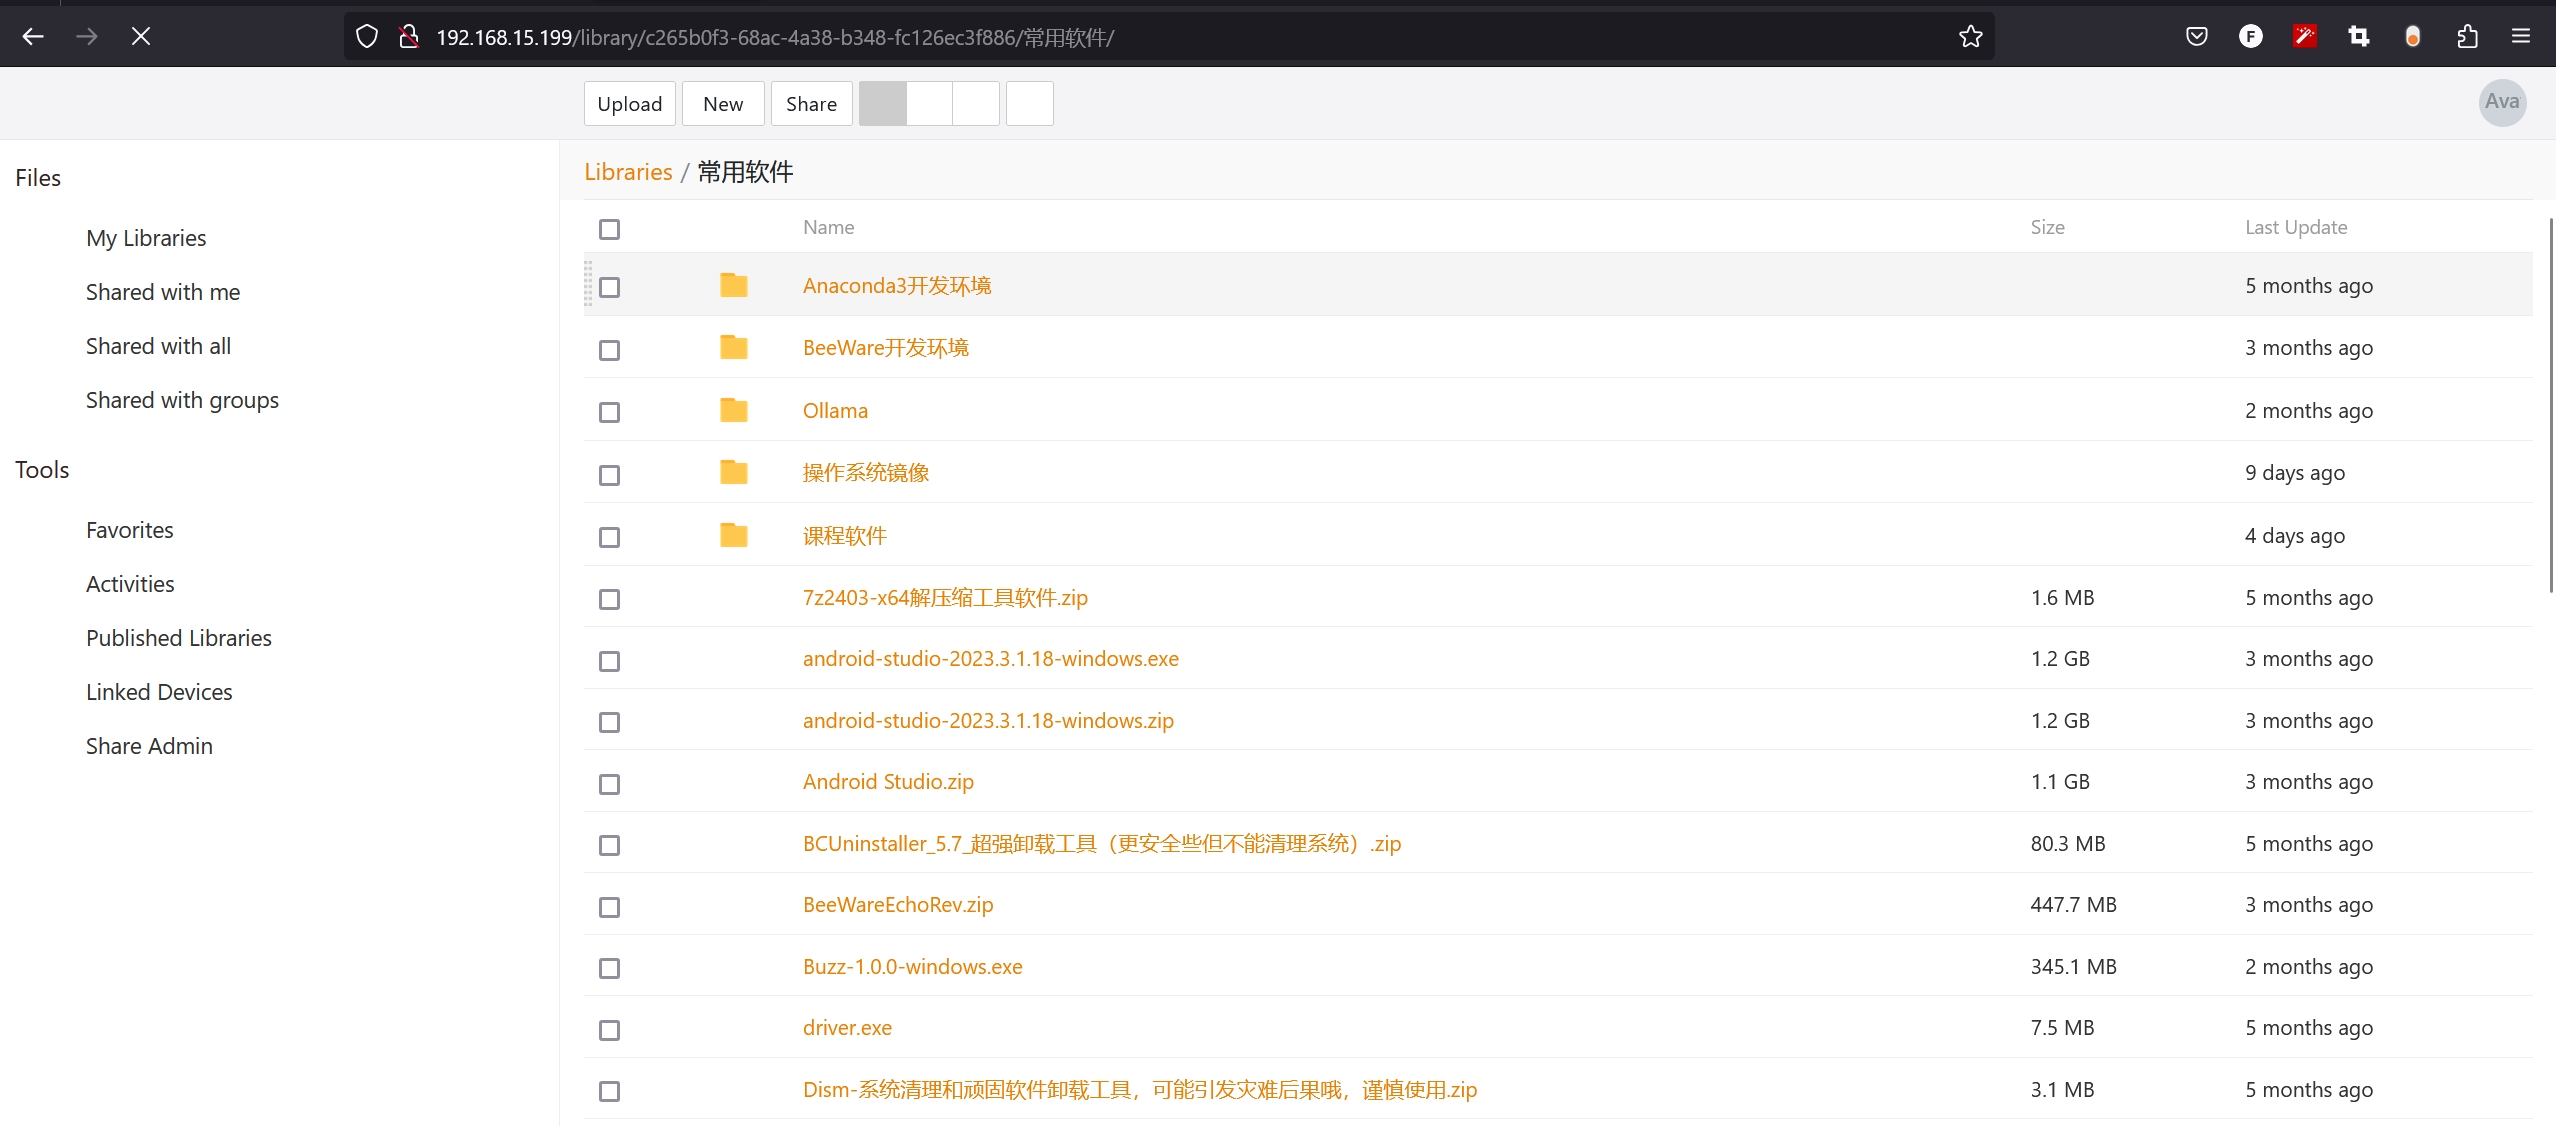 192.168.15.199/library/c265b0f3-68ac-4a38-b348-fc126ec3f886/常用软件/
F
Upload New Share
Ava
Files
My Libraries
Shared with me
Shared with all
Shared with groups
Tools
Favorites
Activities
Published Libraries
Linked Devices
Share Admin
Libraries / 常用软件
Name Size Last Update
Anaconda3开发环境 5 months ago
BeeWare开发环境 3 months ago
Ollama 2 months ago
操作系统镜像 9 days ago
课程软件 4 days ago
7z2403-x64解压缩工具软件.zip 1.6 MB 5 months ago
android-studio-2023.3.1.18-windows.exe 1.2 GB 3 months ago
android-studio-2023.3.1.18-windows.zip 1.2 GB 3 months ago
Android Studio.zip 1.1 GB 3 months ago
BCUninstaller_5.7_超强卸载工具（更安全些但不能清理系统）.zip 80.3 MB 5 months ago
BeeWareEchoRev.zip 447.7 MB 3 months ago
Buzz-1.0.0-windows.exe 345.1 MB 2 months ago
driver.exe 7.5 MB 5 months ago
Dism-系统清理和顽固软件卸载工具，可能引发灾难后果哦，谨慎使用.zip 3.1 MB 5 months ago